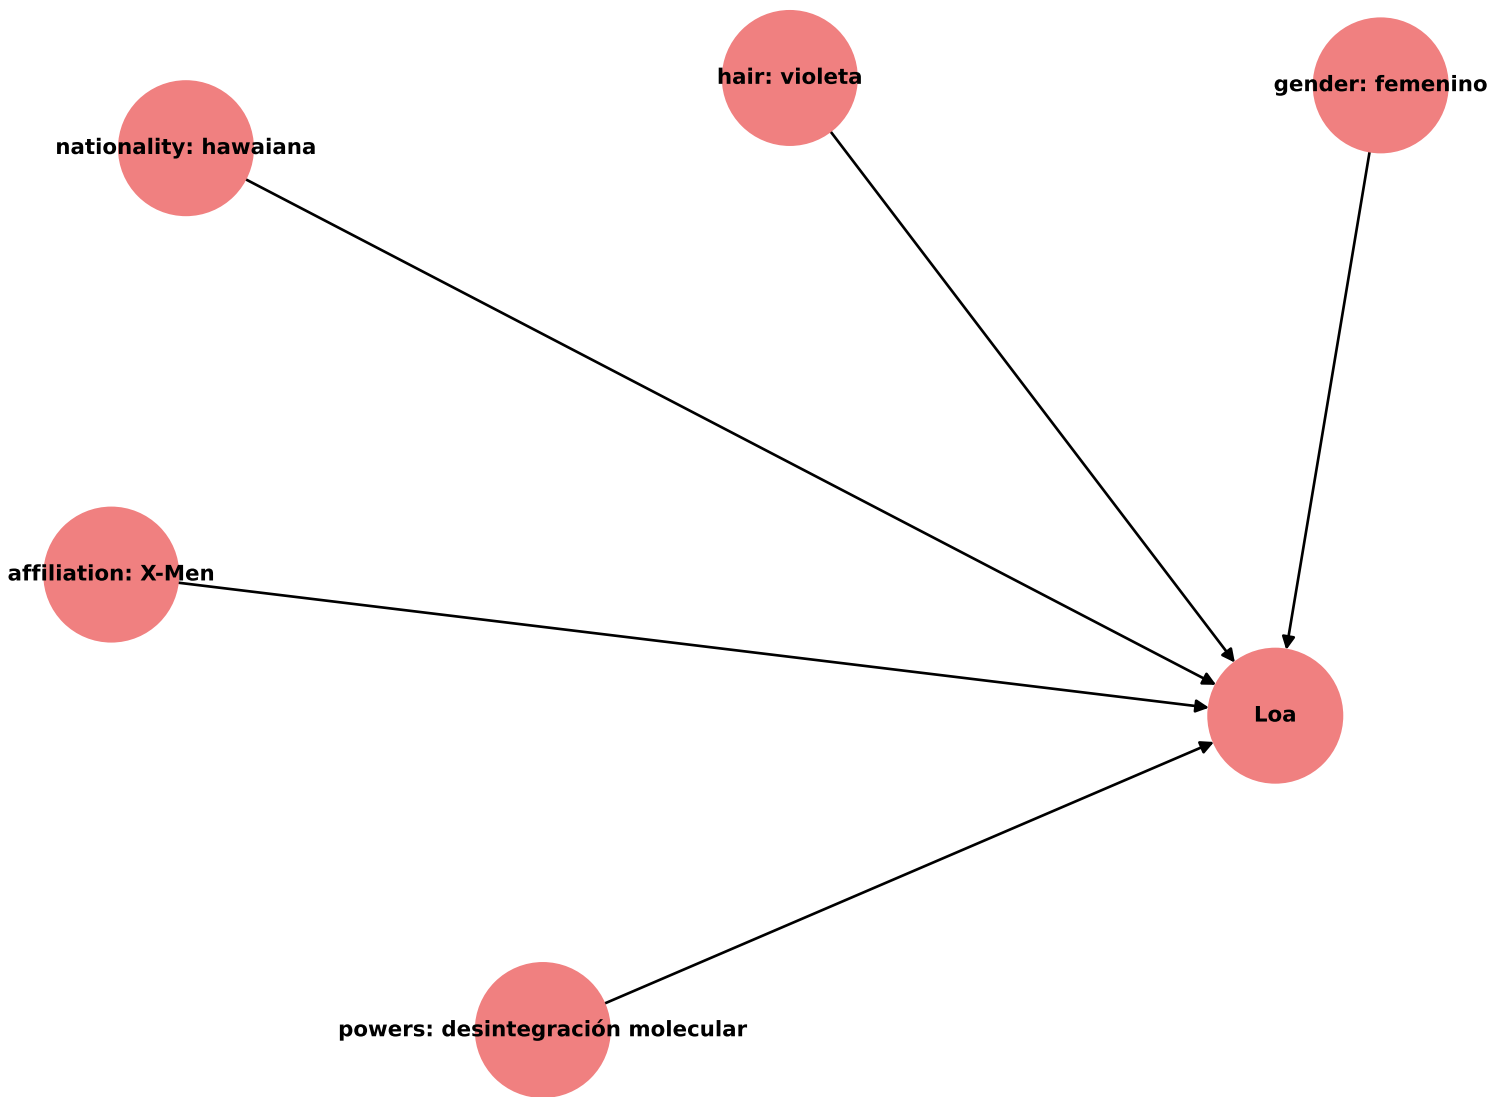 hair: violeta
gender: femenino
nationality: hawaiana
affiliation: X-Men
Loa
powers: desintegración molecular